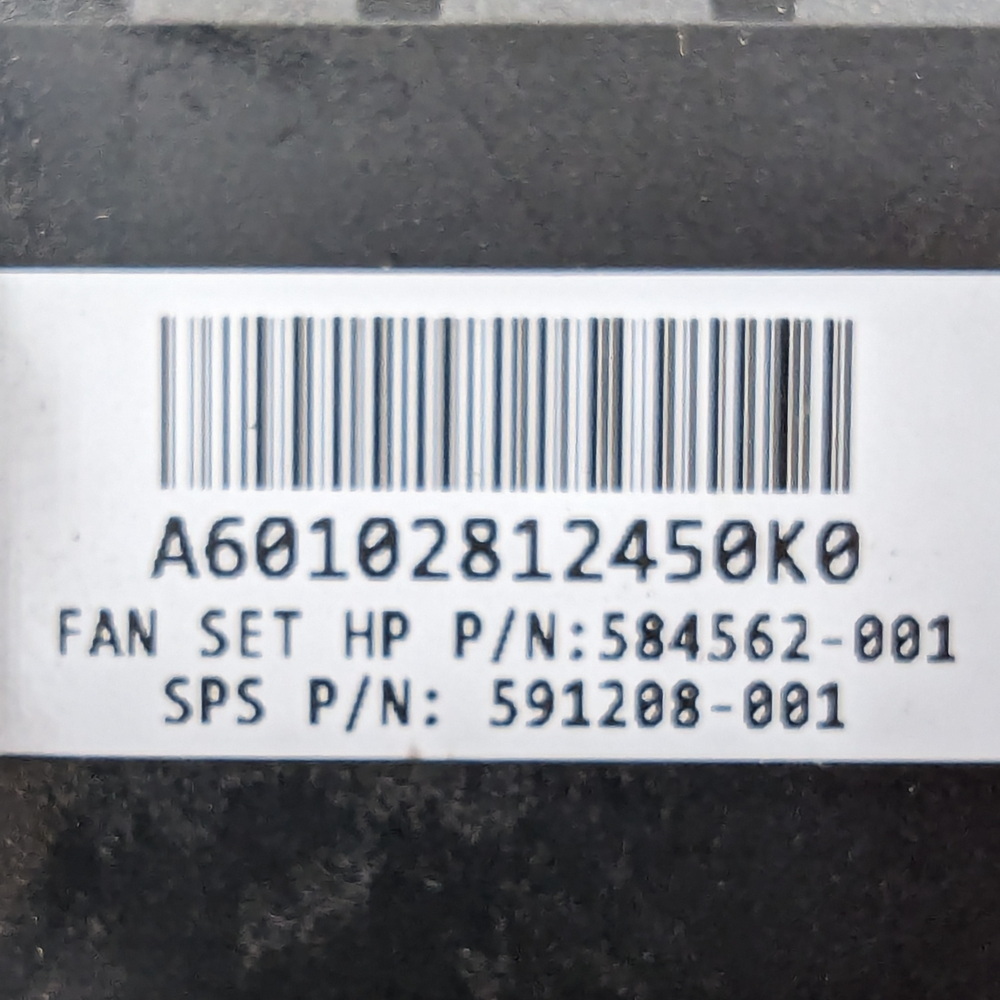 A60102812450K0
FAN SET HP P/N:584562-001
SPS P/N: 591208-001